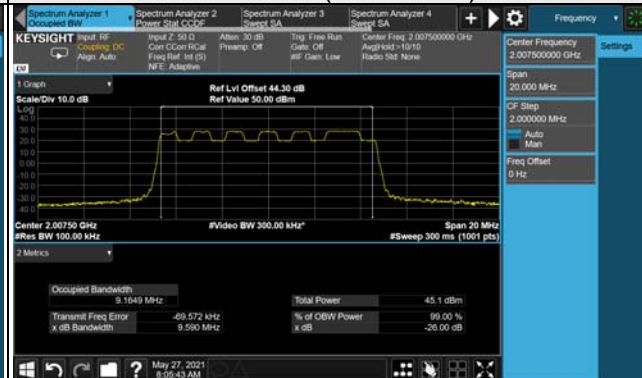 Spectrum Analyzer 1
Occupied BW
Spectrum Analyzer 2
Power Stat CCDF
Spectrum Analyzer 3
Swept SA
Spectrum Analyzer 4
Swept SA
Frequency
KEYSIGHT
Input: RF
Coupling: DC
Align: Auto
Input Z: 50 Ω
Corr CCorr RCal
Freq Ref: Int (S)
NFE: Adaptive
Atten: 30 dB
Preamp: Off
Trig: Free Run
Gate: Off
#IF Gain: Low
Center Freq: 2.007500000 GHz
Avg|Hold:>10/10
Radio Std: None
Center Frequency
2.007500000 GHz
Settings
Span
20.000 MHz
CF Step
2.000000 MHz
Auto
Man
Freq Offset
0 Hz
1 Graph
Scale/Div 10.0 dB
Ref Lvl Offset 44.30 dB
Ref Value 50.00 dBm
Log
40.0
30.0
20.0
10.0
0.00
-10.0
-20.0
-30.0
-40.0
Center 2.00750 GHz
#Res BW 100.00 kHz
#Video BW 300.00 kHz*
Span 20 MHz
#Sweep 300 ms (1001 pts)
2 Metrics
Occupied Bandwidth
9.1649 MHz
Total Power
45.1 dBm
Transmit Freq Error
-69.572 kHz
% of OBW Power
99.00 %
x dB Bandwidth
9.590 MHz
x dB
-26.00 dB
May 27, 2021
8:05:43 AM